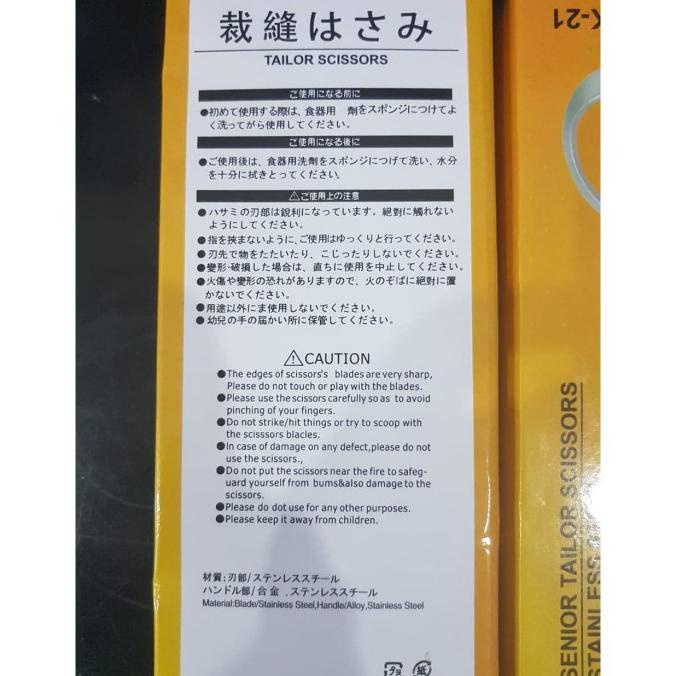 裁縫はさみ
TAILOR SCISSORS
ご使用になる前に
●初めて使用する際は、食器用 劑をスポンジにつけてよ
く洗ってがら使用してください。
ご使用になる後に
●ご使用後は、食器用洗劑をスポンジにつげて洗い、水分
を十分に拭きとってください。
⚠ご使用上の注意
●ハサミの刃部は鋭利になっています。絕對に觸れない
ようにしてください。
●指を挾まないように、ご使用はゆっくりと行ってください。
●刃先で物をたたいたり、こじったりしないでください。
●變形·破損した場合は、直ちに使用を中止してください。
●火傷や變形の恐れがありますので、火のそばに絕對に置
かないでください。
●用途以外にま使用しないでください。
●幼兒の手の届かい所に保管してください。
⚠CAUTION
●The edges of scissors's blades are very sharp,
Please do not touch or play with the blades.
●Please use the scissors carefully so as to avoid
pinching of your fingers.
●Do not strike/hit things or try to scoop with
the scisssors blacles.
●In case of damage on any defect,please do not
use the scissors.,
●Do not put the scissors near the fire to safeg-
uard yourself from bums&also damage to the
scissors.
●Please do dot use for any other purposes.
●Please keep it away from children.
材質:刃部/ステンレススチール
ハンドル部/合金 .ステンレススチール
Material:Blade/Stainless Steel,Handle/Alloy,Stainless Steel
プラ
紙
K-21
SENIOR TAILOR SCISSORS
STAINLESS